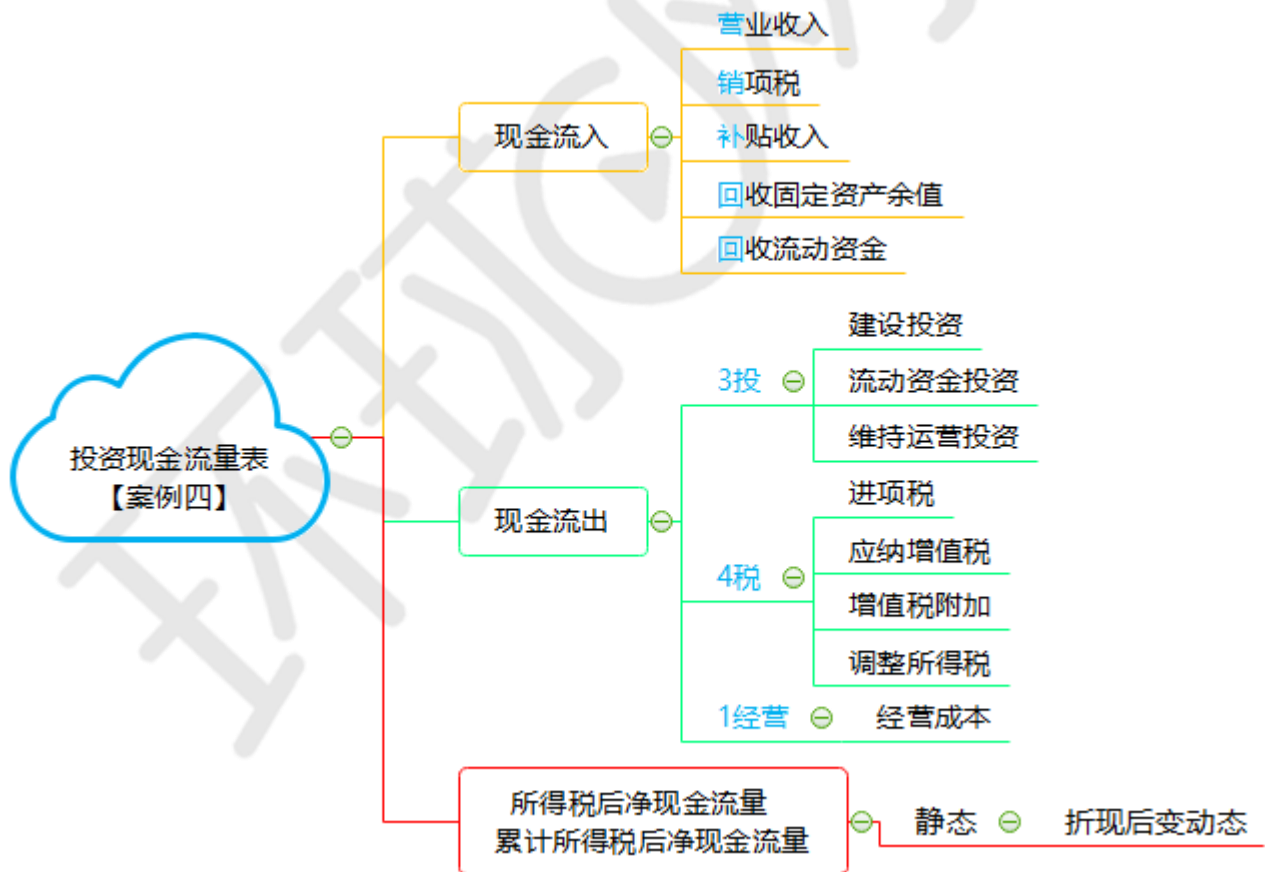 营业收入
销项税
现金流入
补贴收入
回收固定资产余值
回收流动资金
投资现金流量表
【案例四】
建设投资
3投
流动资金投资
维持运营投资
现金流出
进项税
4税
应纳增值税
增值税附加
调整所得税
1经营
经营成本
所得税后净现金流量
累计所得税后净现金流量
静态
折现后变动态
环球网